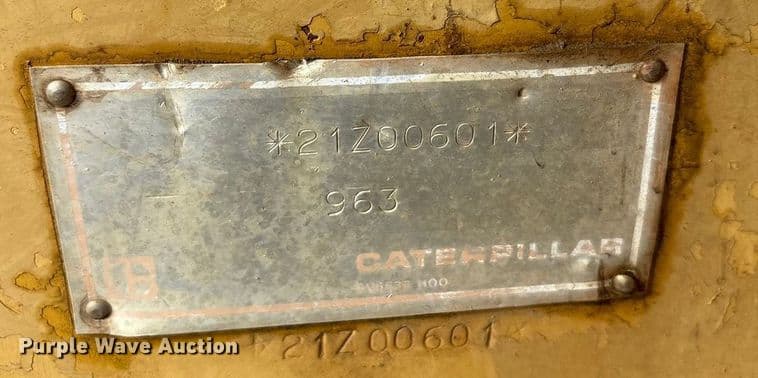 *21Z00601*
963
CATERPILLAR
*21Z00601
Purple Wave Auction